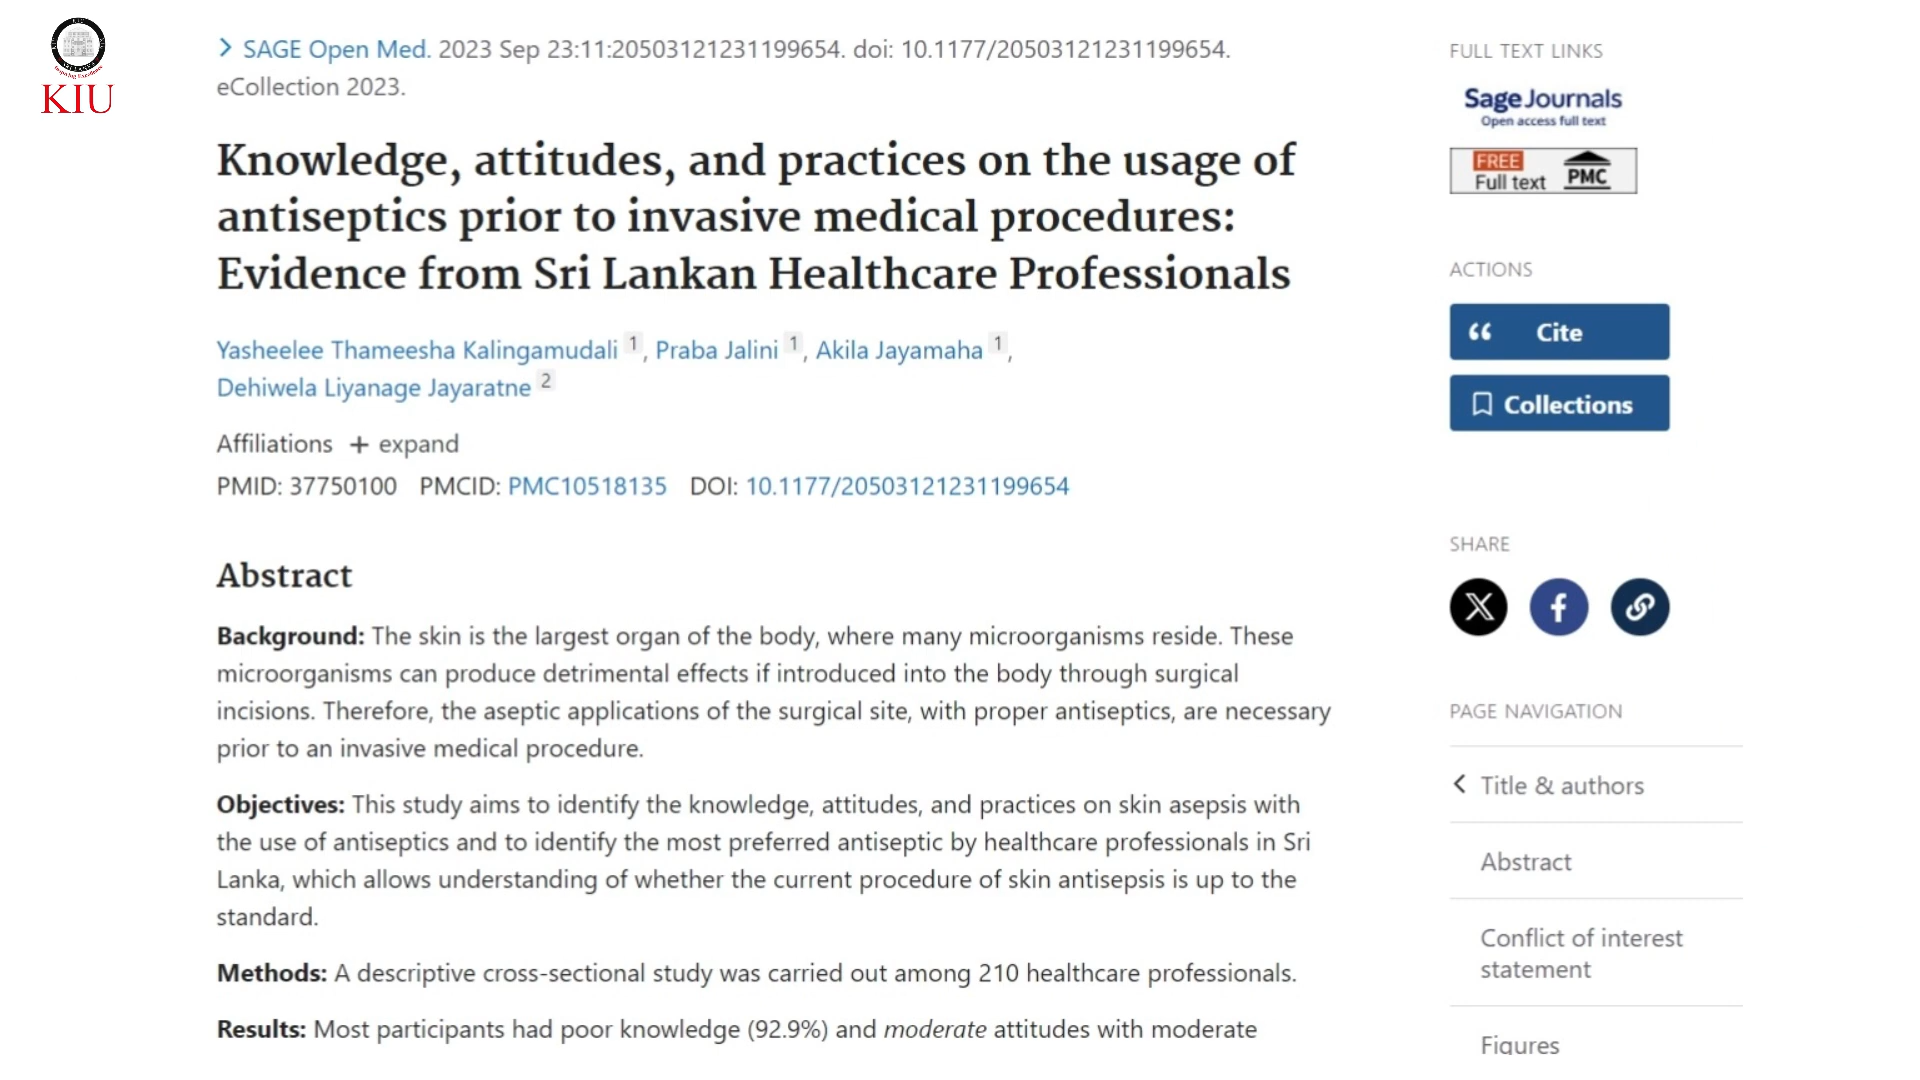 KIU
SAGE Open Med. 2023 Sep 23:11:20503121231199654. doi: 10.1177/20503121231199654.
eCollection 2023.
Knowledge, attitudes, and practices on the usage of
antiseptics prior to invasive medical procedures:
Evidence from Sri Lankan Healthcare Professionals
Yasheelee Thameesha Kalingamudali 1, Praba Jalini 1, Akila Jayamaha 1,
Dehiwela Liyanage Jayaratne 2
Affiliations + expand
PMID: 37750100 PMCID: PMC10518135 DOI: 10.1177/20503121231199654
Abstract
Background: The skin is the largest organ of the body, where many microorganisms reside. These
microorganisms can produce detrimental effects if introduced into the body through surgical
incisions. Therefore, the aseptic applications of the surgical site, with proper antiseptics, are necessary
prior to an invasive medical procedure.
Objectives: This study aims to identify the knowledge, attitudes, and practices on skin asepsis with
the use of antiseptics and to identify the most preferred antiseptic by healthcare professionals in Sri
Lanka, which allows understanding of whether the current procedure of skin antisepsis is up to the
standard.
Methods: A descriptive cross-sectional study was carried out among 210 healthcare professionals.
Results: Most participants had poor knowledge (92.9%) and moderate attitudes with moderate
FULL TEXT LINKS
Sage Journals
Open access full text
FREE
Full text
PMC
ACTIONS
Cite
Collections
SHARE
PAGE NAVIGATION
Title & authors
Abstract
Conflict of interest
statement
Figures